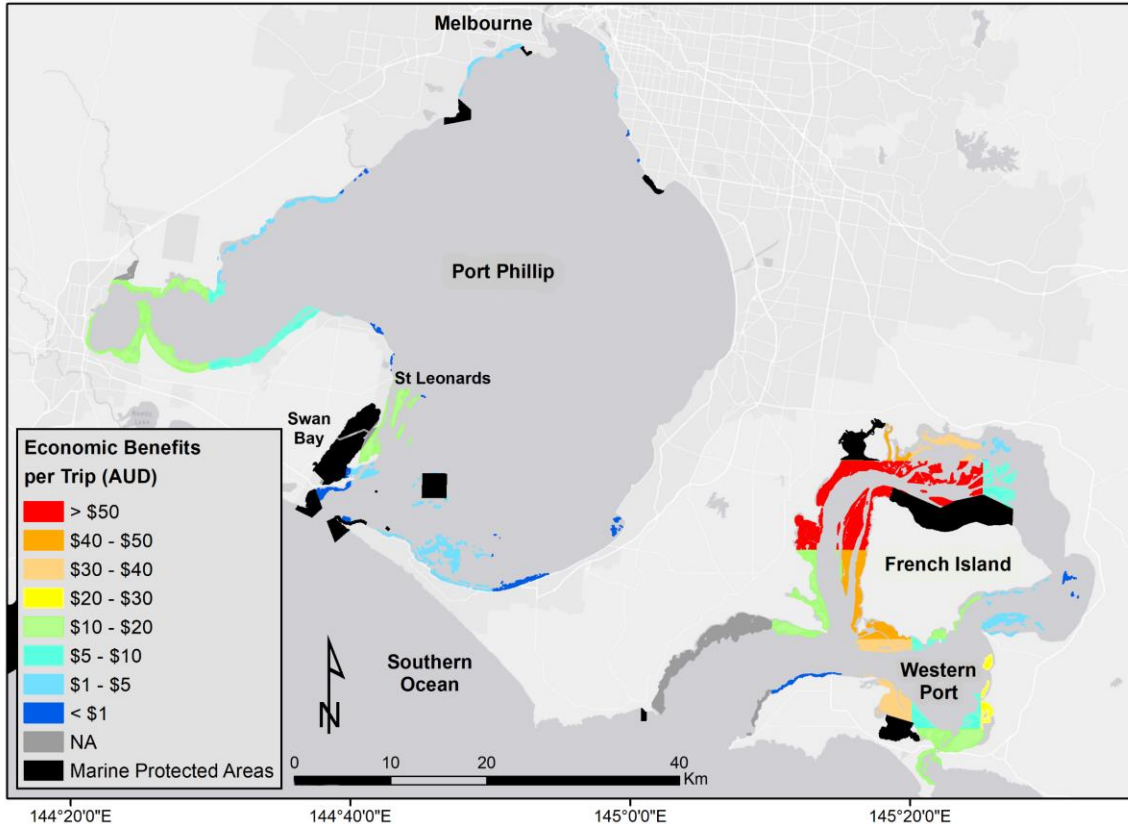 Melbourne
Port Phillip
St Leonards
Swan
Bay
French Island
Western
Port
Southern
Ocean
N
Economic Benefits
per Trip (AUD)
> $50
$40 - $50
$30 - $40
$20 - $30
$10 - $20
$5 - $10
$1 - $5
< $1
NA
Marine Protected Areas
0 10 20 40
Km
144°20'0"E 144°40'0"E 145°0'0"E 145°20'0"E